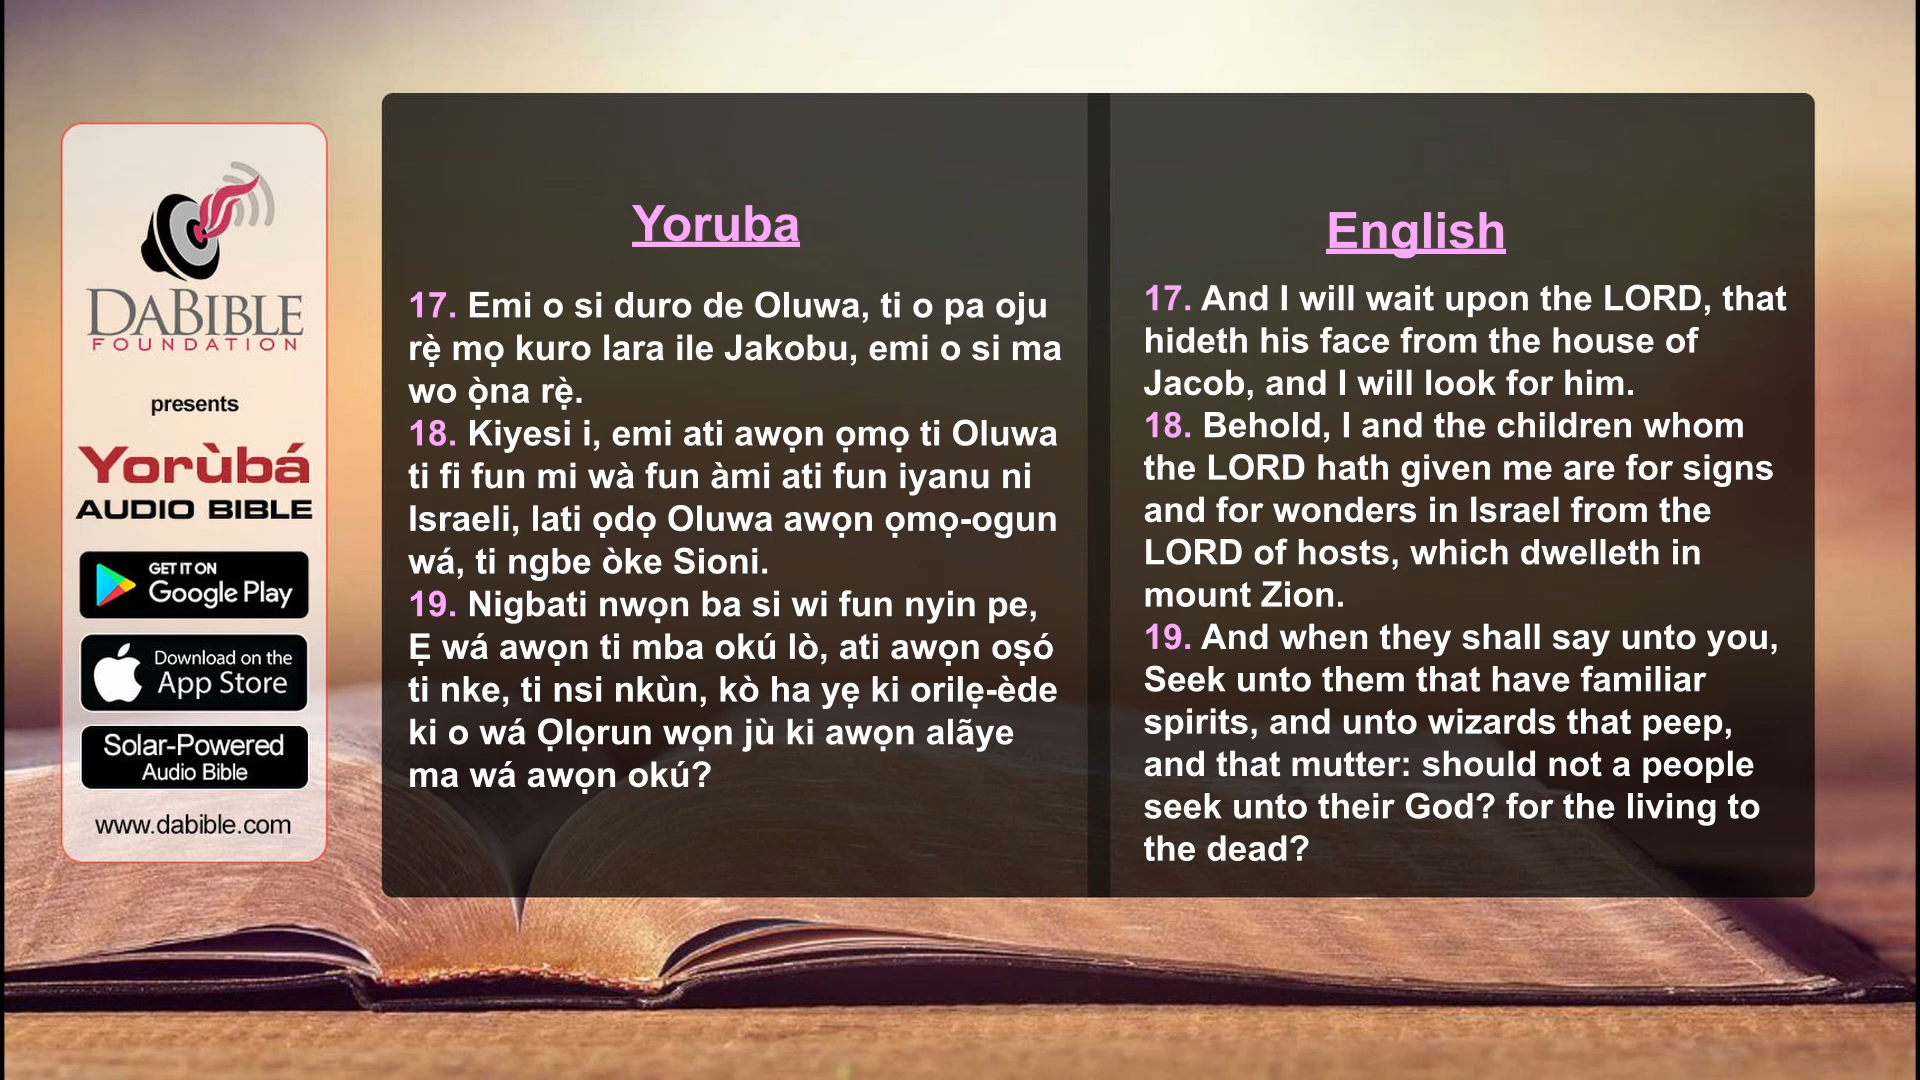 DABIBLE
FOUNDATION
presents
Yorùbá
AUDIO BIBLE
GET IT ON
Google Play
Download on the
App Store
Solar-Powered
Audio Bible
www.dabible.com
Yoruba
17. Emi o si duro de Oluwa, ti o pa oju
rẹ̀ mọ kuro lara ile Jakobu, emi o si ma
wo ọ̀na rẹ̀.
18. Kiyesi i, emi ati awọn ọmọ ti Oluwa
ti fi fun mi wà fun àmi ati fun iyanu ni
Israeli, lati ọdọ Oluwa awọn ọmọ-ogun
wá, ti ngbe òke Sioni.
19. Nigbati nwọn ba si wi fun nyin pe,
Ẹ wá awọn ti mba okú lò, ati awọn oṣó
ti nke, ti nsi nkùn, kò ha yẹ ki orilẹ-ède
ki o wá Ọlọrun wọn jù ki awọn alãye
ma wá awọn okú?
English
17. And I will wait upon the LORD, that
hideth his face from the house of
Jacob, and I will look for him.
18. Behold, I and the children whom
the LORD hath given me are for signs
and for wonders in Israel from the
LORD of hosts, which dwelleth in
mount Zion.
19. And when they shall say unto you,
Seek unto them that have familiar
spirits, and unto wizards that peep,
and that mutter: should not a people
seek unto their God? for the living to
the dead?